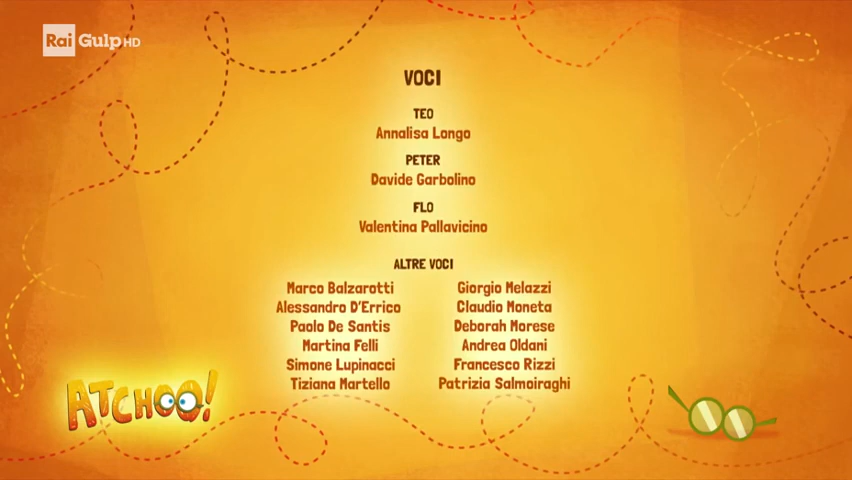 Rai Gulp HD
VOCI
TEO
Annalisa Longo
PETER
Davide Garbolino
FLO
Valentina Pallavicino
ALTRE VOCI
Marco Balzarotti
Alessandro D'Errico
Paolo De Santis
Martina Felli
Simone Lupinacci
Tiziana Martello
Giorgio Melazzi
Claudio Moneta
Deborah Morese
Andrea Oldani
Francesco Rizzi
Patrizia Salmoiraghi
ATCHOO!